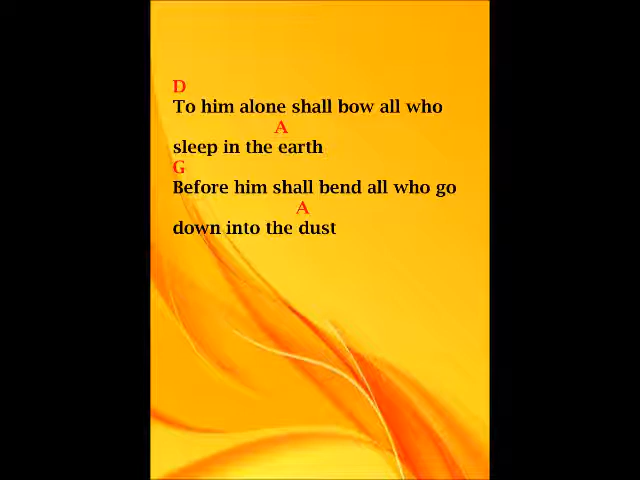 D
To him alone shall bow all who
A
sleep in the earth
G
Before him shall bend all who go
A
down into the dust